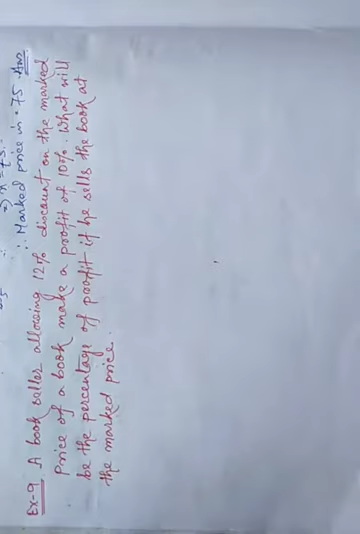 =) x = 75.
∴ Marked price is = 75 Ans
Ex-9 A book seller allowing 12% discount on the marked
price of a book make a profit of 10%. What will
be the percentage of profit if he sells the book at
the marked price.